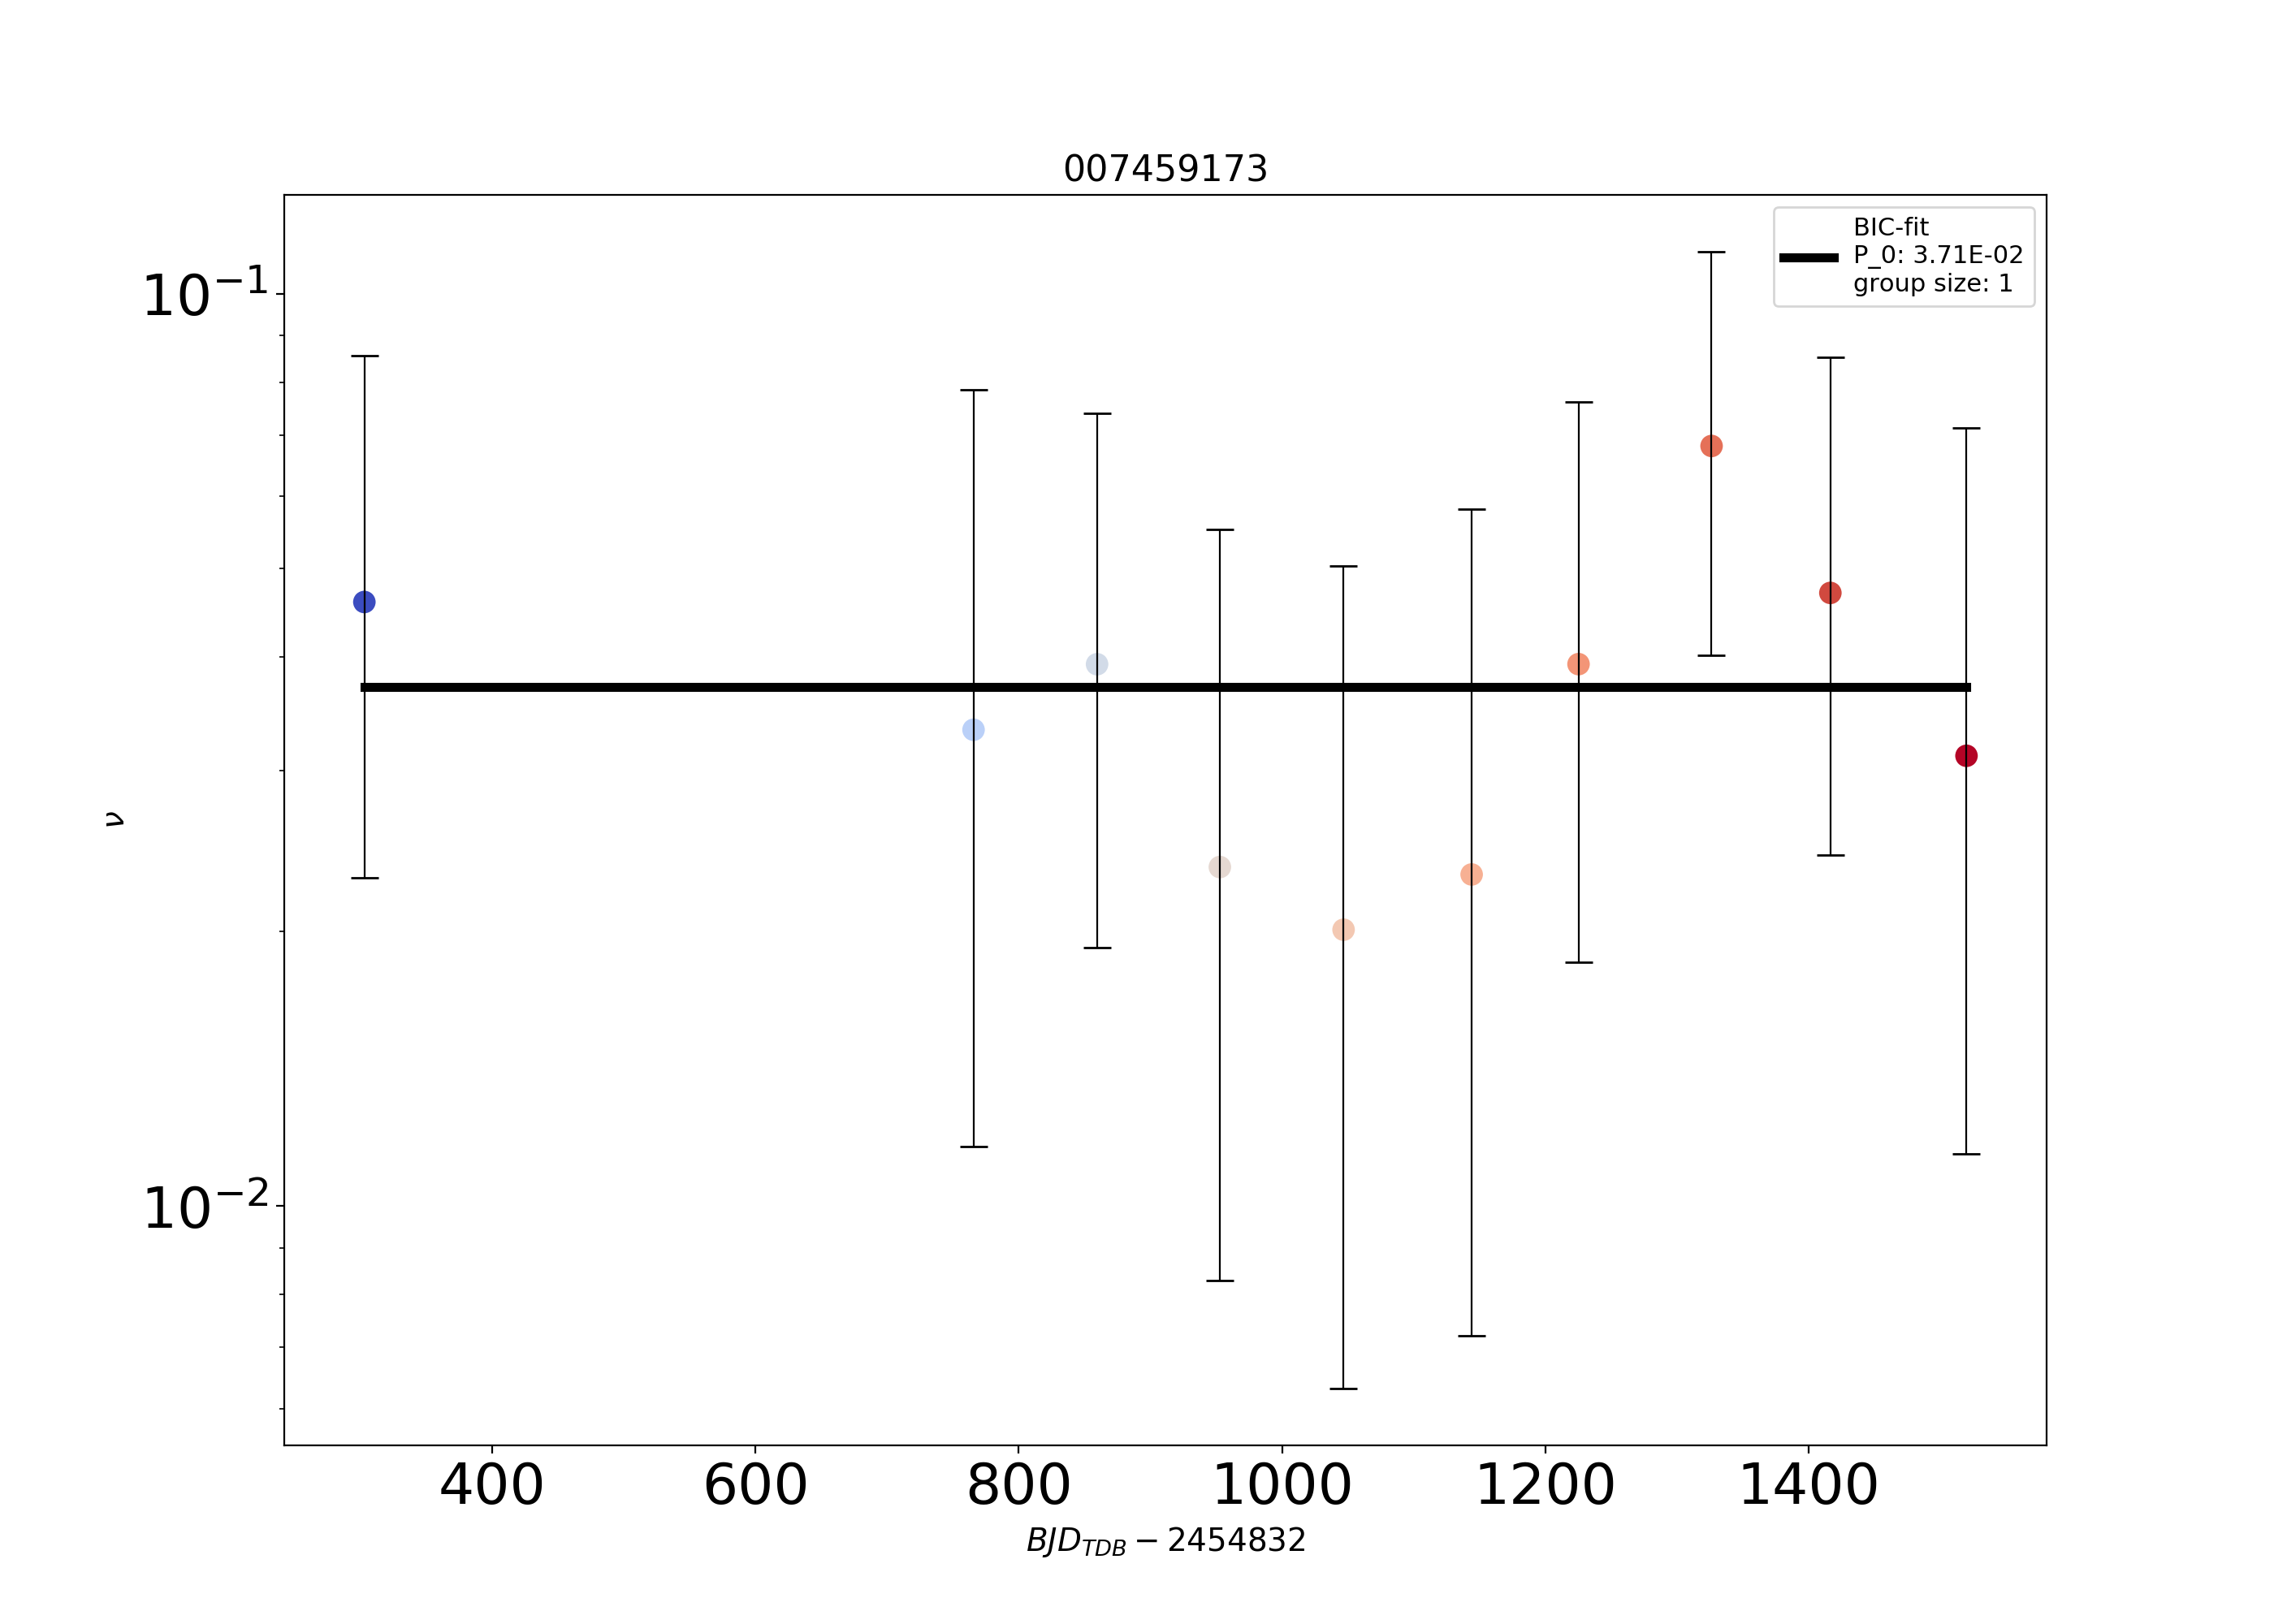 007459173
BIC-fit
P_0: 3.71E-02
group size: 1
10⁻¹
ν
10⁻²
400 600 800 1000 1200 1400
BJD_{TDB} − 2454832